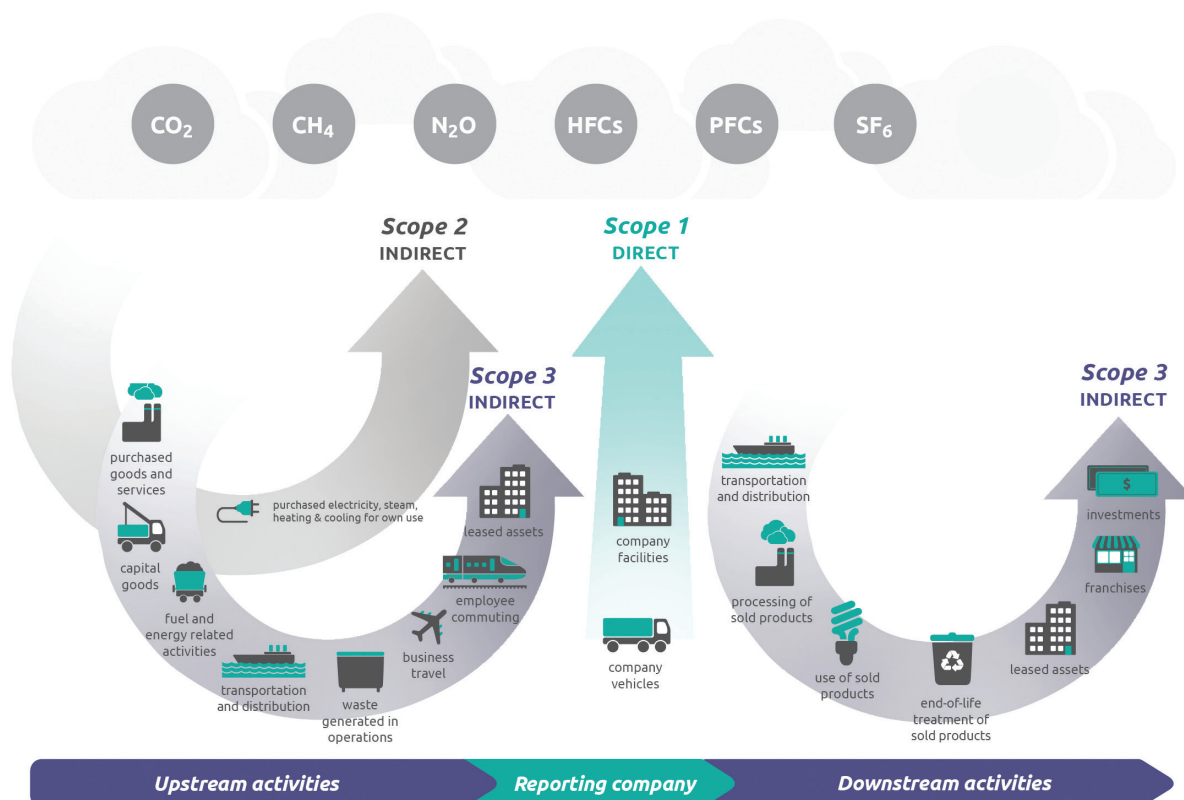 CO₂
CH₄
N₂O
HFCs
PFCs
SF₆
Scope 2
INDIRECT
Scope 1
DIRECT
Scope 3
INDIRECT
Scope 3
INDIRECT
purchased
goods and
services
capital
goods
fuel and
energy related
activities
purchased electricity, steam,
heating & cooling for own use
transportation
and distribution
waste
generated in
operations
business
travel
employee
commuting
leased assets
company
facilities
company
vehicles
transportation
and distribution
processing of
sold products
use of sold
products
end-of-life
treatment of
sold products
leased assets
franchises
$
investments
Upstream activities
Reporting company
Downstream activities